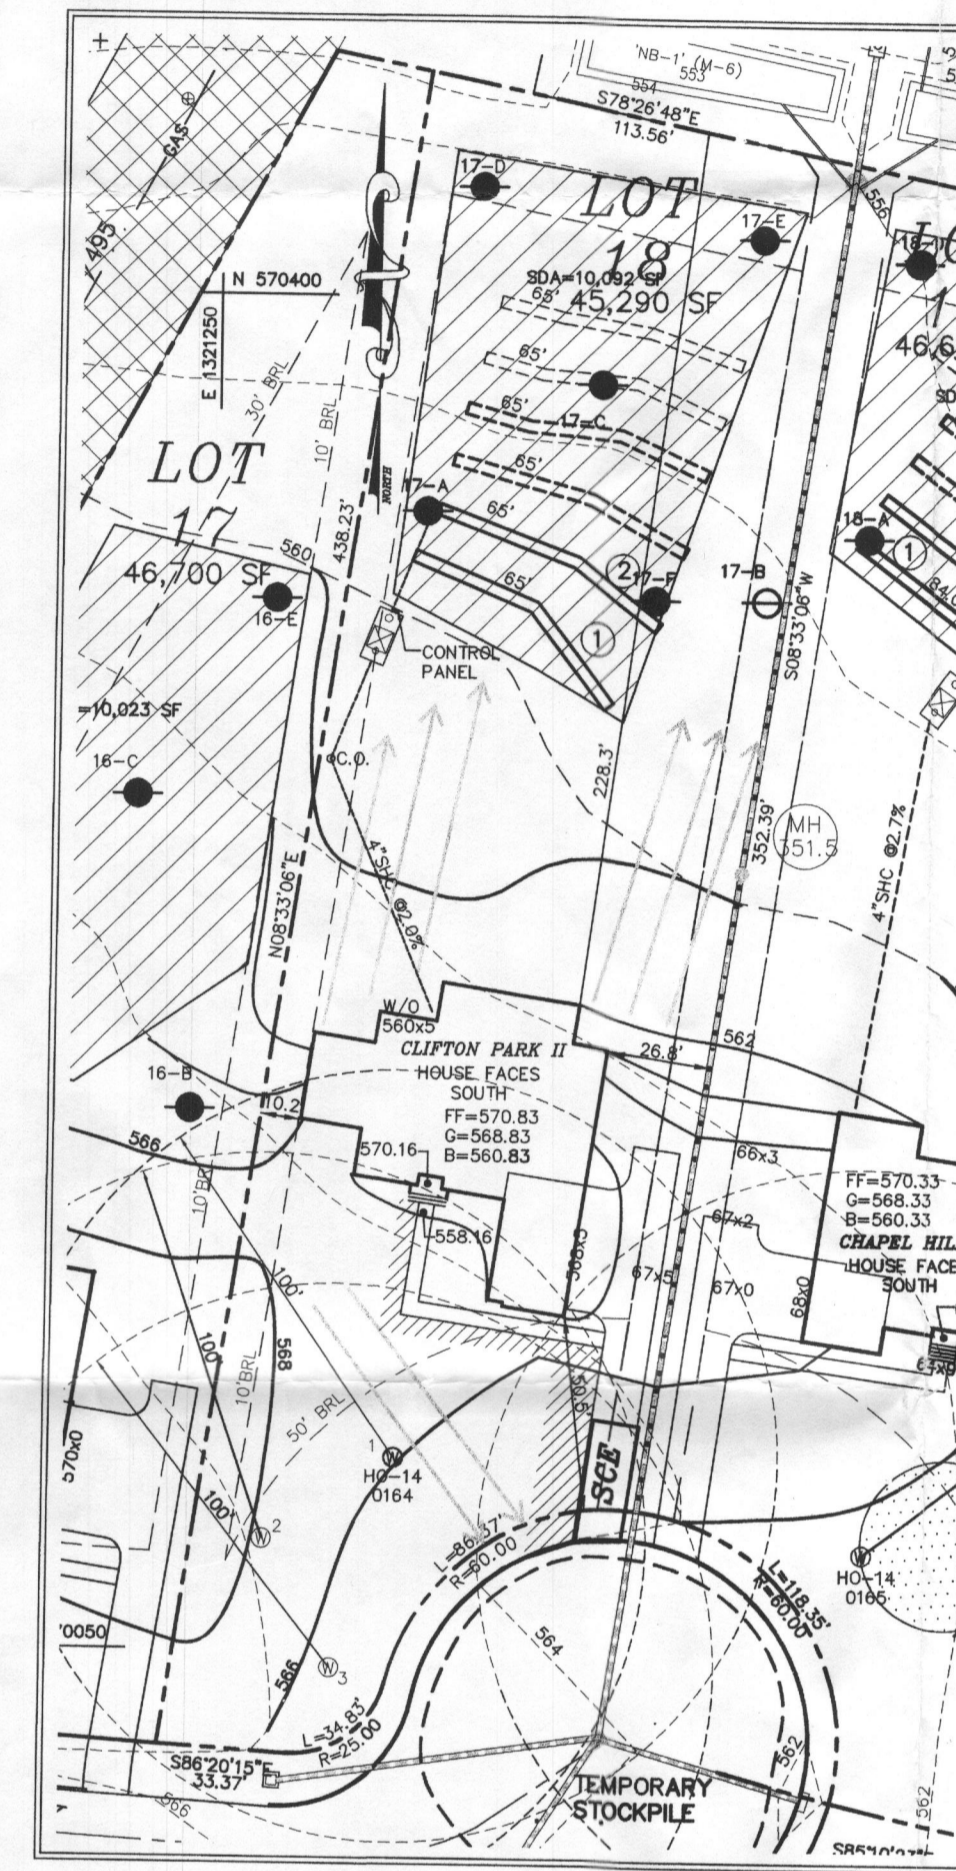 'NB-1' (M-6)
553
554
S78°26'48"E
113.56'
GAS
17-D
LOT
18
17-E
556
495
N 570400
E 1321250
SDA=10,092 SF
45,290 SF
65'
65'
65'
17-C
65'
65'
65'
30' BRL
10' BRL
NORTH
LOT
17
46,700 SF
438.23'
17-A
560
16-E
2
17-F
17-B
18-A
1
1
46,6
CONTROL
PANEL
S08°33'06"W
=10,023 SF
16-C
C.O.
228.3'
352.39'
MH
351.5
4"SHC @2.7%
4"SHC @2.0%
N08°33'06"E
W/O
560x5
CLIFTON PARK II
HOUSE FACES
SOUTH
FF=570.83
G=568.83
B=560.83
26.8'
562
16-B
10.2
566
570.16
558.16
66x3
67x2
67x5
67x0
68x0
FF=570.33
G=568.33
B=560.33
CHAPEL HIL
HOUSE FACE
SOUTH
10'BRL
100'
100'
568
10'BRL
50' BRL
50.5'
SCE
570x0
1
W
HO-14
0164
100'
W
2
L=86.37'
R=60.00
W
HO-14
0165
L=118.35'
R=60.00
'0050
564
W
3
566
L=34.83'
R=25.00
S86°20'15"E
33.37'
566
562
562
TEMPORARY
STOCKPILE